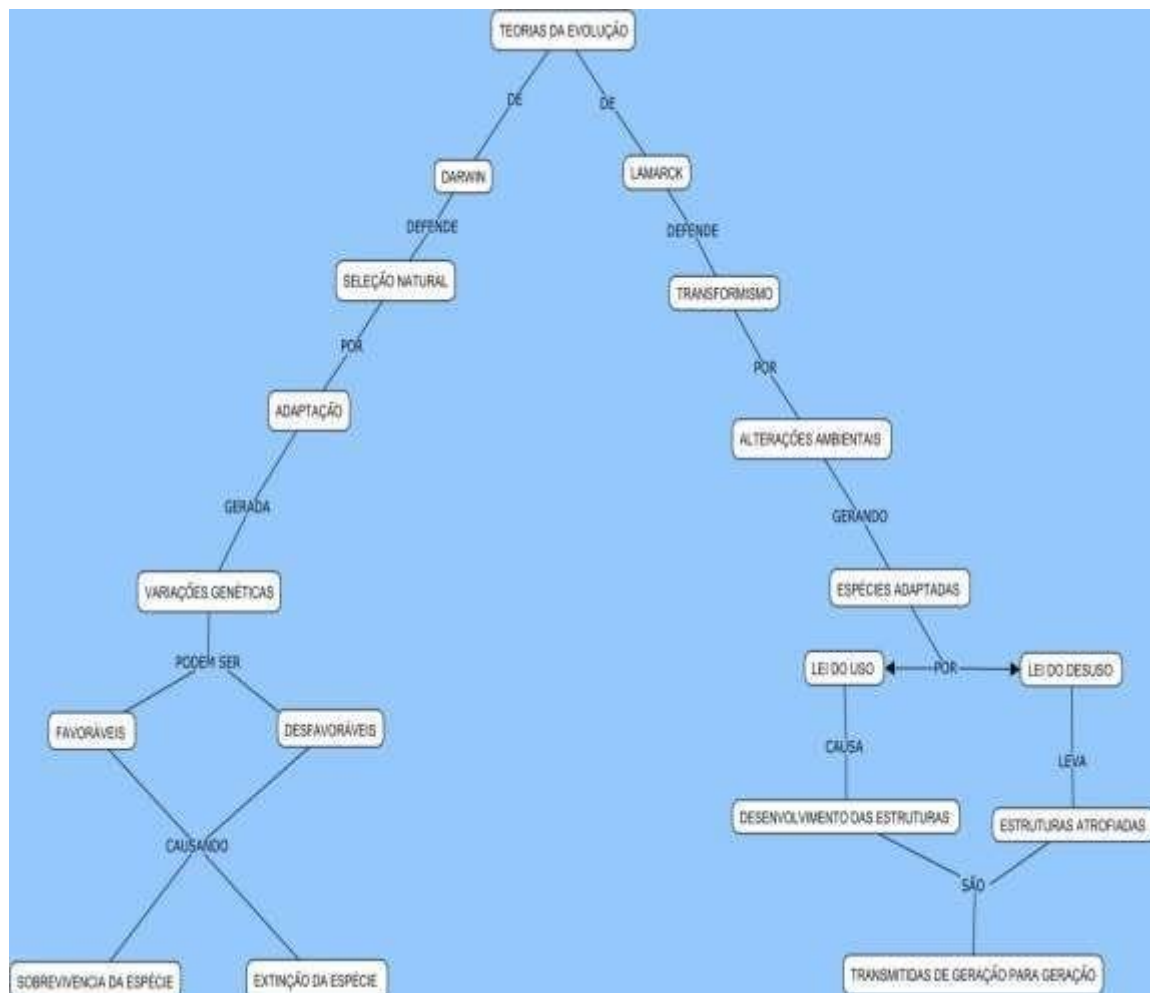 TEORIAS DA EVOLUÇÃO
DE
DE
DARWIN
LAMARCK
DEFENDE
DEFENDE
SELEÇÃO NATURAL
TRANSFORMISMO
POR
POR
ADAPTAÇÃO
ALTERAÇÕES AMBIENTAIS
GERADA
GERANDO
VARIAÇÕES GENÉTICAS
ESPÉCIES ADAPTADAS
PODEM SER
LEI DO USO
POR
LEI DO DESUSO
FAVORÁVEIS
DESFAVORÁVEIS
CAUSA
LEVA
DESENVOLVIMENTO DAS ESTRUTURAS
ESTRUTURAS ATROFIADAS
CAUSANDO
SÃO
SOBREVIVENCIA DA ESPÉCIE
EXTINÇÃO DA ESPÉCIE
TRANSMITIDAS DE GERAÇÃO PARA GERAÇÃO